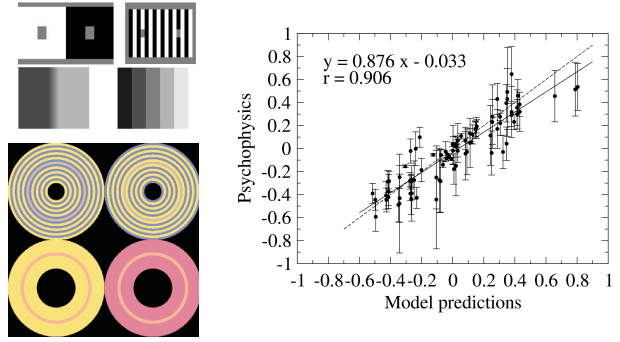 y = 0.876 x - 0.033
r = 0.906
Psychophysics
1
0.8
0.6
0.4
0.2
0
-0.2
-0.4
-0.6
-0.8
-1
-1 -0.8 -0.6 -0.4 -0.2 0 0.2 0.4 0.6 0.8 1
Model predictions